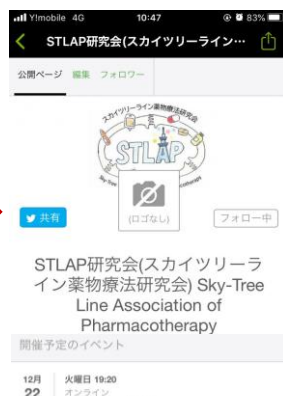 Y!mobile 4G 10:47 83%
STLAP研究会(スカイツリーライン…
公開ページ 編集 フォロワー
スカイツリーライン薬物療法研究会
STLAP
共有
(ロゴなし)
フォロー中
STLAP研究会(スカイツリーラ
イン薬物療法研究会) Sky-Tree
Line Association of
Pharmacotherapy
開催予定のイベント
12月 火曜日 19:20
22 オンライン